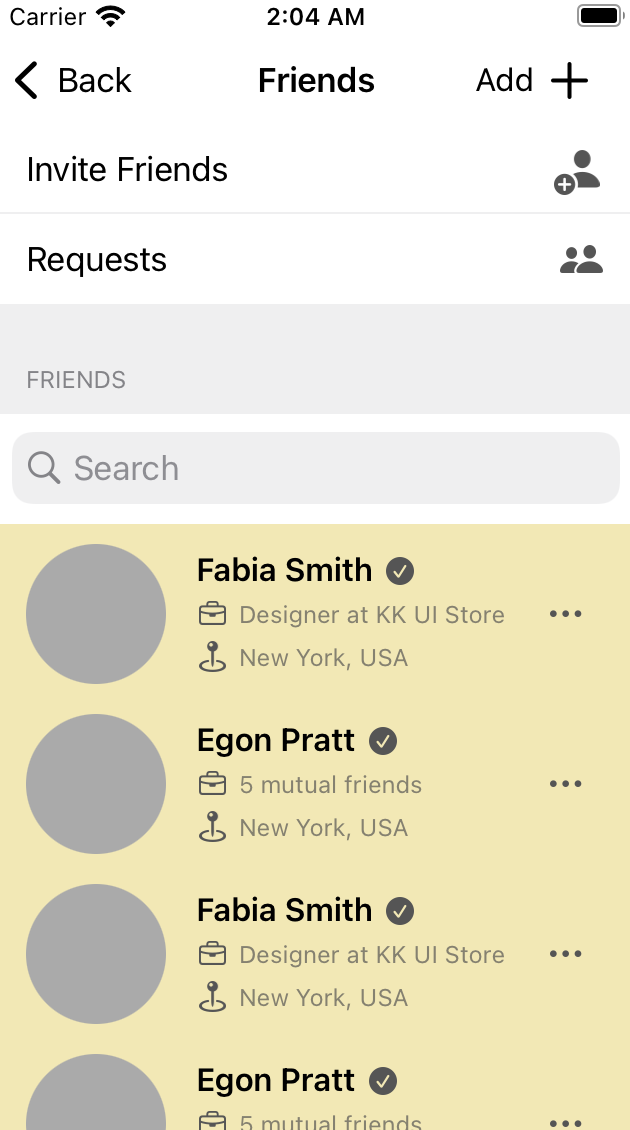 Carrier 2:04 AM
Back Friends Add
Invite Friends
Requests
FRIENDS
Search
Fabia Smith
Designer at KK UI Store
New York, USA
Egon Pratt
5 mutual friends
New York, USA
Fabia Smith
Designer at KK UI Store
New York, USA
Egon Pratt
5 mutual friends